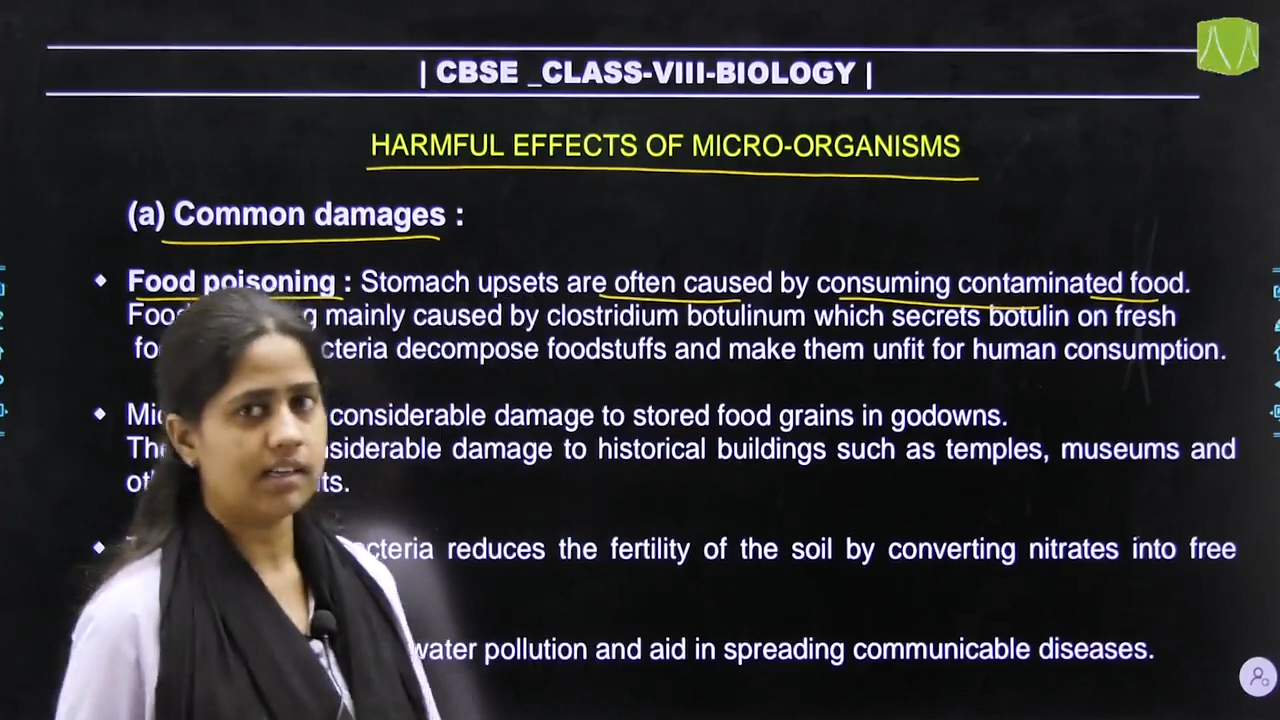 | CBSE _CLASS-VIII-BIOLOGY |
HARMFUL EFFECTS OF MICRO-ORGANISMS
(a) Common damages :
Food poisoning : Stomach upsets are often caused by consuming contaminated food.
mainly caused by clostridium botulinum which secrets botulin on fresh
decompose foodstuffs and make them unfit for human consumption.
considerable damage to stored food grains in godowns.
damage to historical buildings such as temples, museums and
reduces the fertility of the soil by converting nitrates into free
water pollution and aid in spreading communicable diseases.